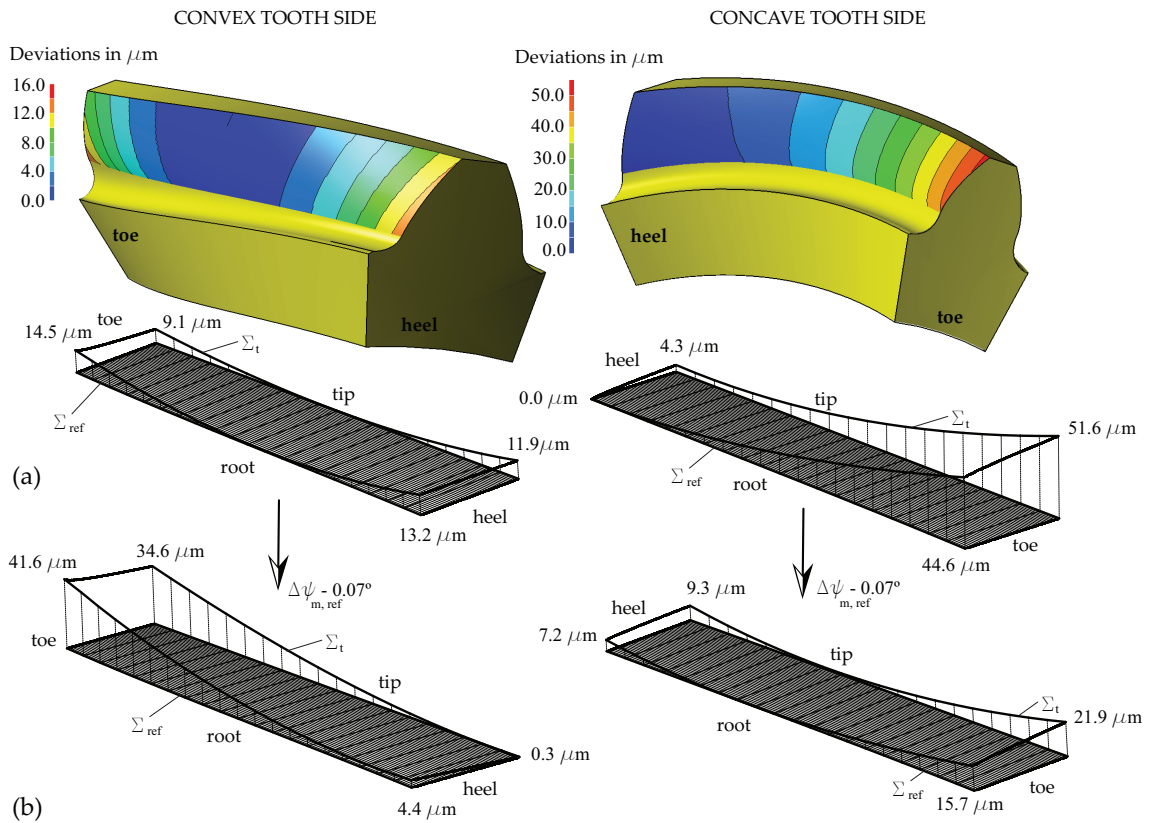 CONVEX TOOTH SIDE
CONCAVE TOOTH SIDE
Deviations in μm
16.0
12.0
8.0
4.0
0.0
toe
heel
Deviations in μm
50.0
40.0
30.0
20.0
10.0
0.0
heel
toe
14.5 μm
toe
9.1 μm
Σt
tip
Σref
root
11.9μm
heel
13.2 μm
(a)
heel
4.3 μm
0.0 μm
tip
Σt
51.6 μm
Σref
root
toe
44.6 μm
41.6 μm
34.6 μm
Δψm, ref - 0.07º
toe
Σt
tip
Σref
root
0.3 μm
heel
4.4 μm
(b)
Δψm, ref - 0.07º
9.3 μm
heel
7.2 μm
tip
Σt
21.9 μm
root
Σref
toe
15.7 μm